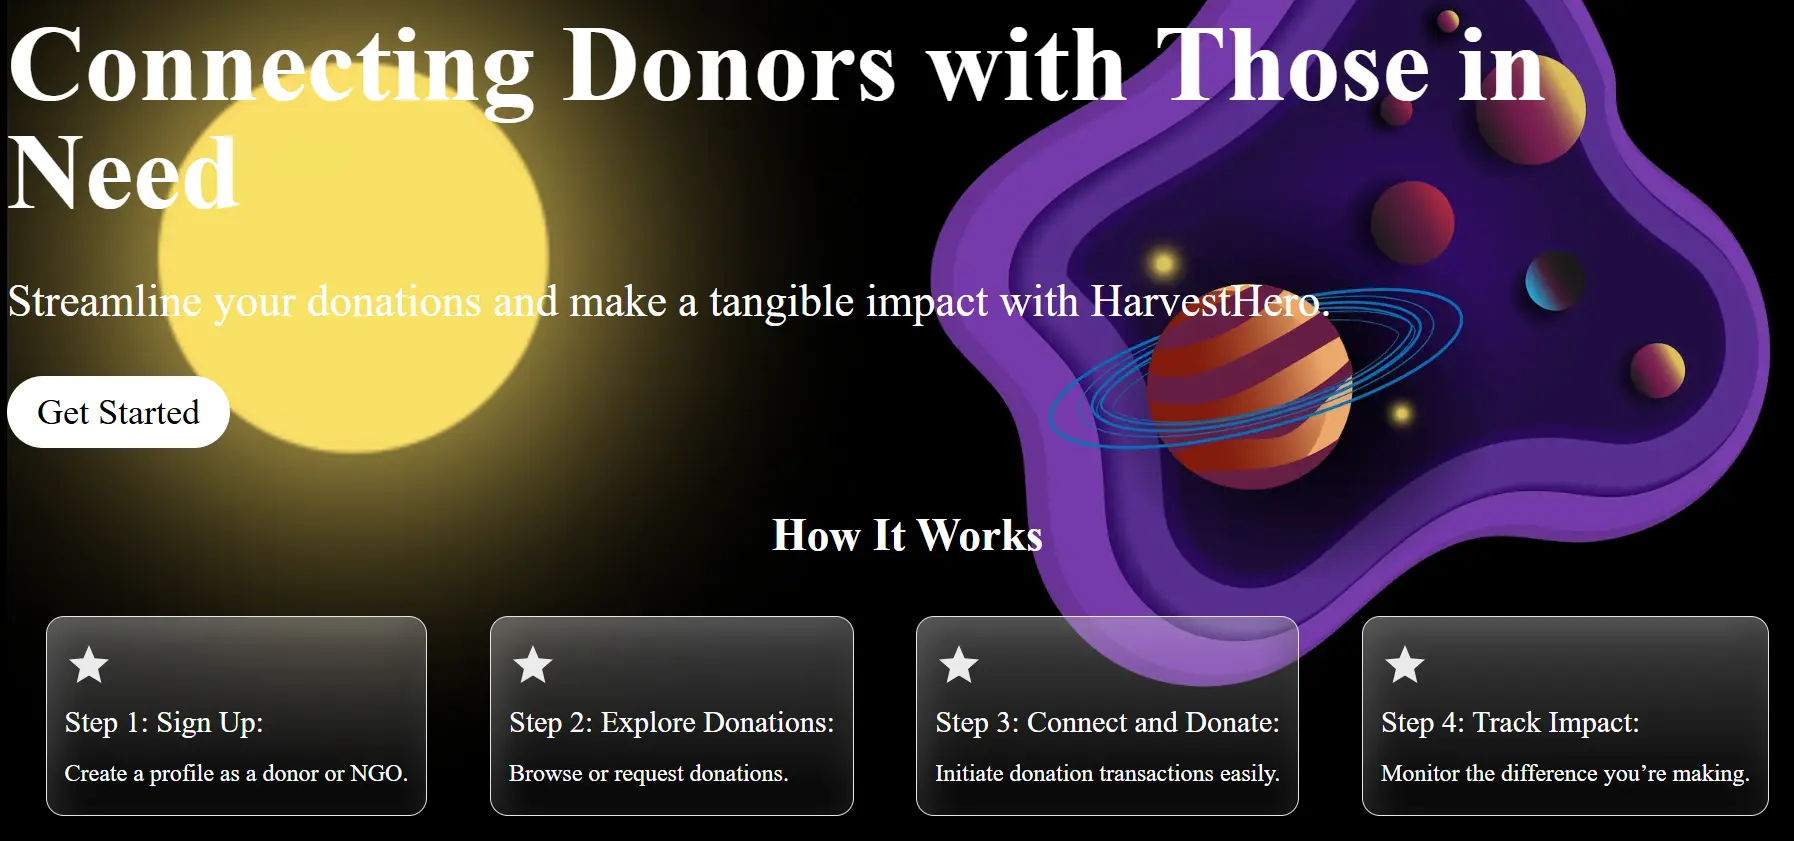 Connecting Donors with Those in
Need
Streamline your donations and make a tangible impact with HarvestHero.
Get Started
How It Works
Step 1: Sign Up:
Create a profile as a donor or NGO.
Step 2: Explore Donations:
Browse or request donations.
Step 3: Connect and Donate:
Initiate donation transactions easily.
Step 4: Track Impact:
Monitor the difference you’re making.